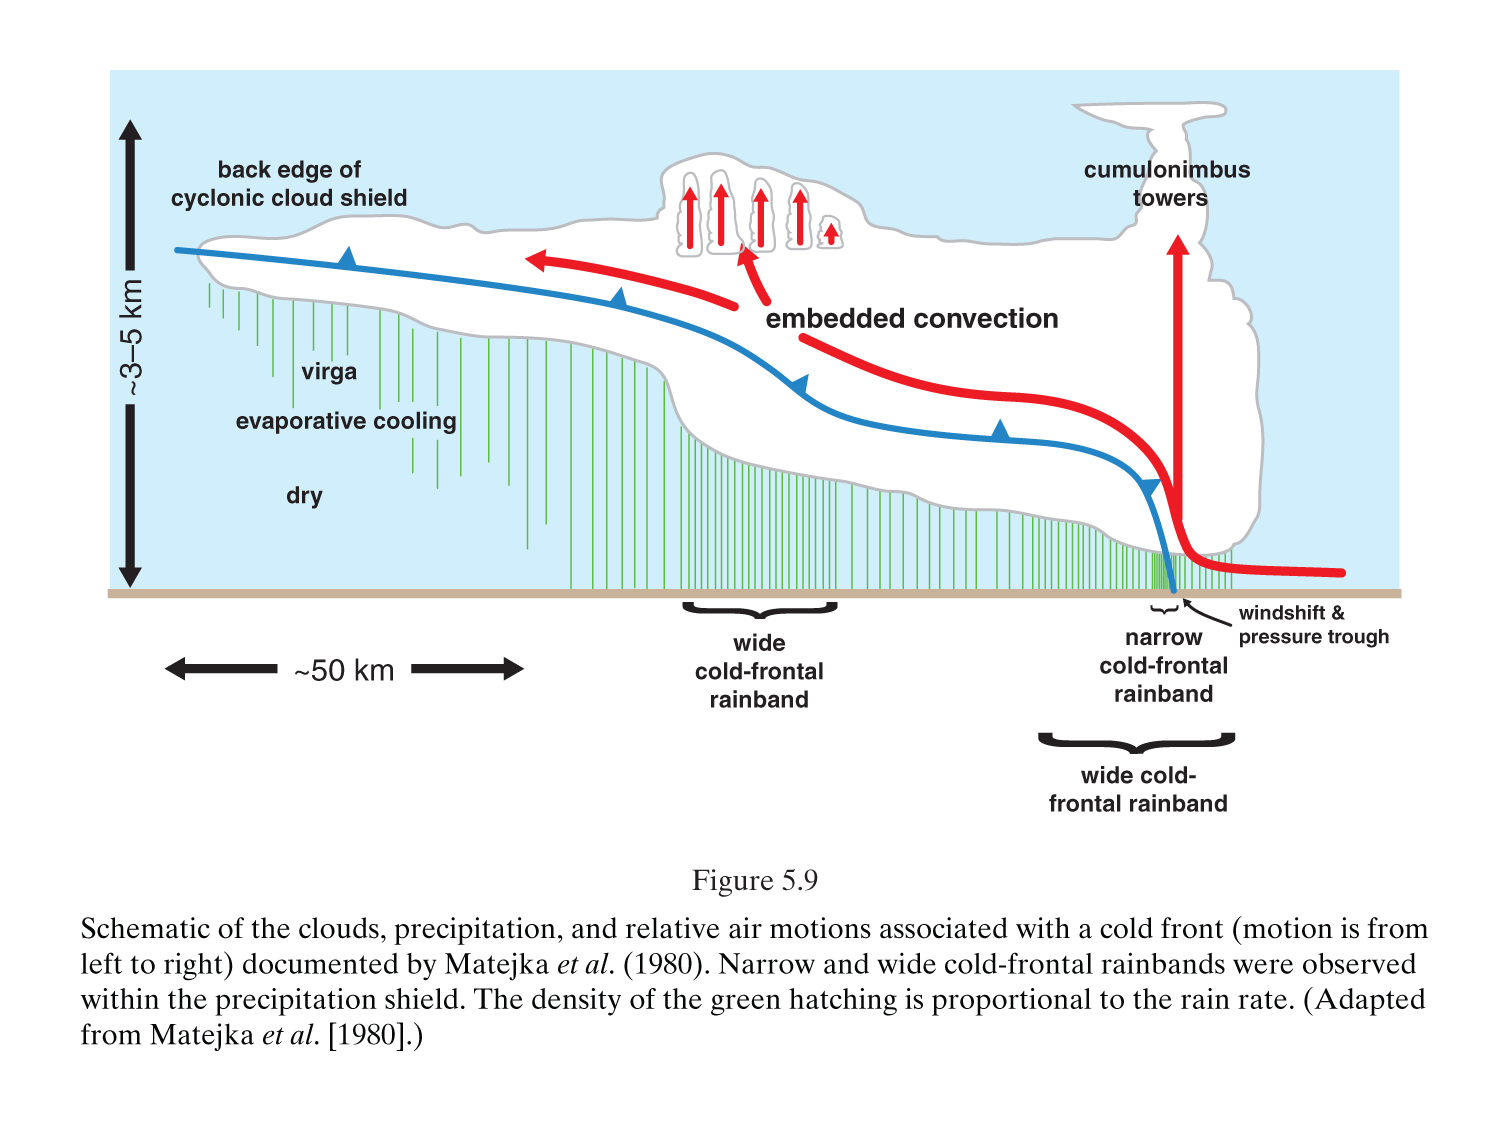 back edge of
cyclonic cloud shield
cumulonimbus
towers
~3–5 km
embedded convection
virga
evaporative cooling
dry
windshift &
pressure trough
~50 km
wide
cold-frontal
rainband
narrow
cold-frontal
rainband
wide cold-
frontal rainband
Figure 5.9
Schematic of the clouds, precipitation, and relative air motions associated with a cold front (motion is from
left to right) documented by Matejka et al. (1980). Narrow and wide cold-frontal rainbands were observed
within the precipitation shield. The density of the green hatching is proportional to the rain rate. (Adapted
from Matejka et al. [1980].)